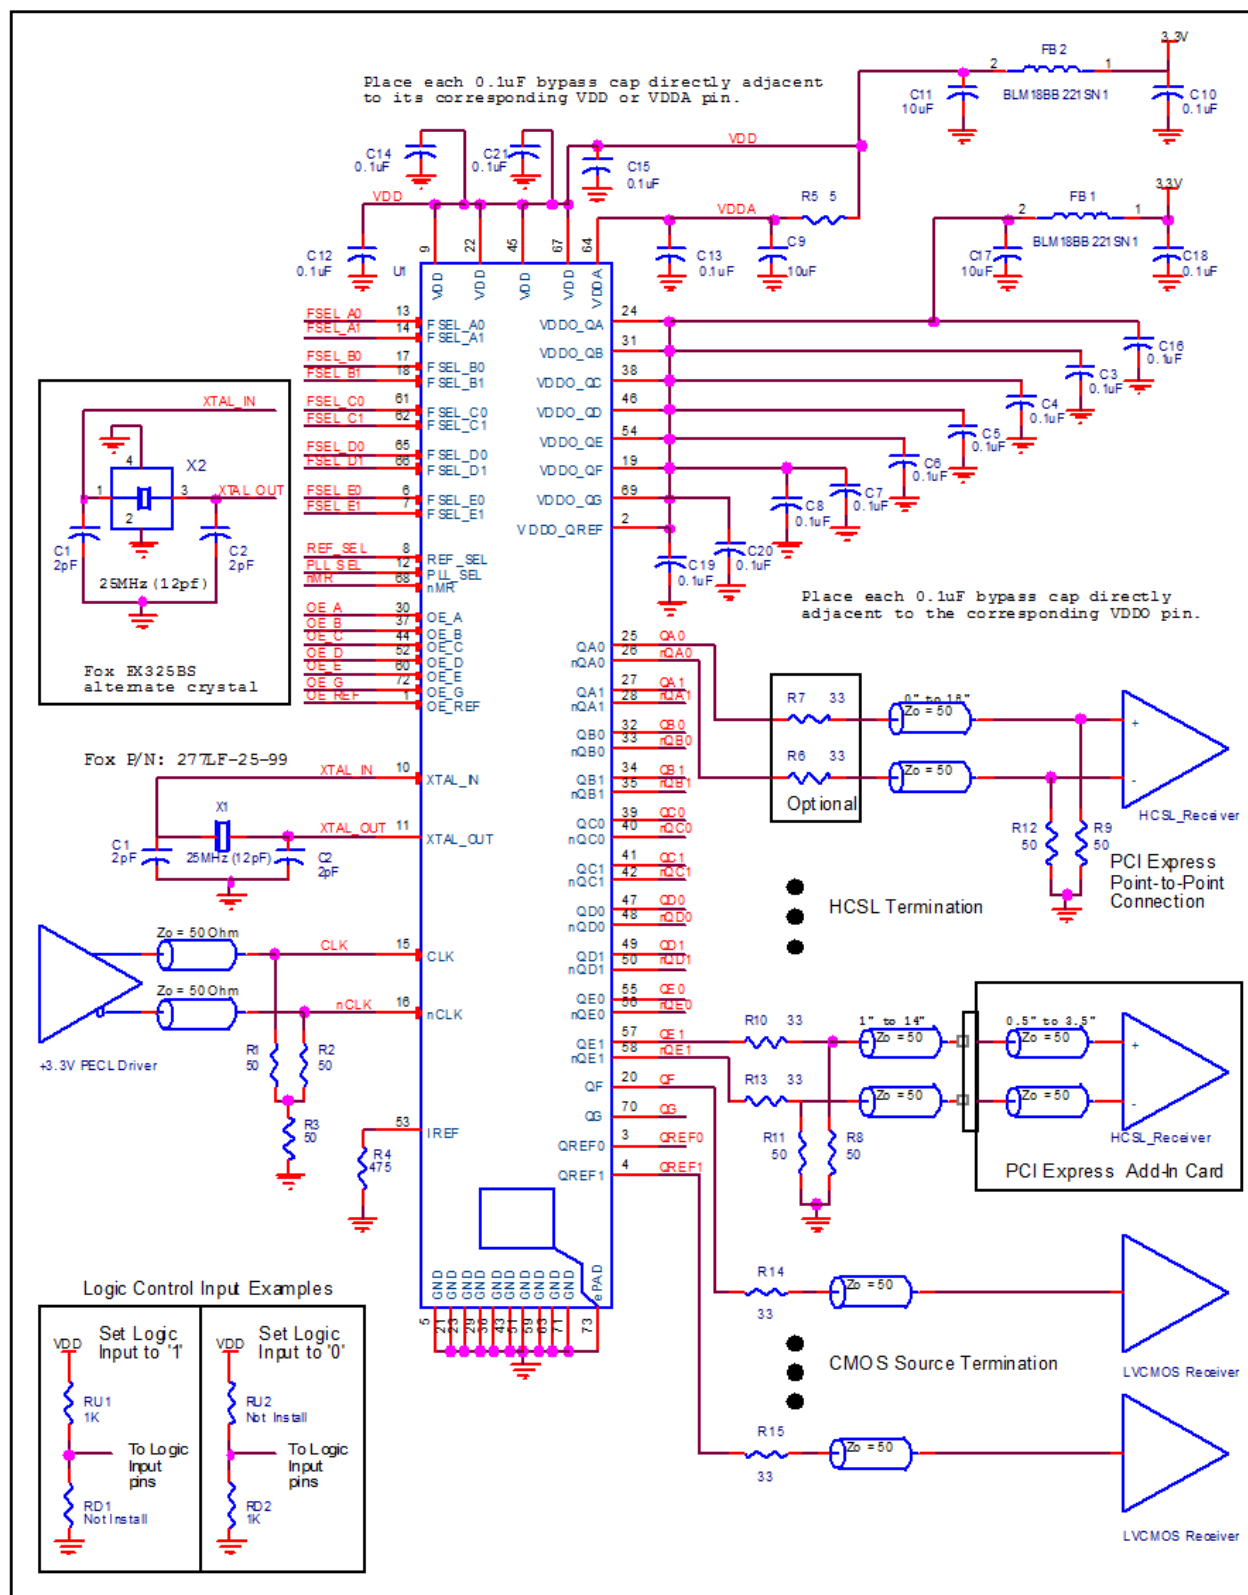 Place each 0.1uF bypass cap directly adjacent
to its corresponding VDD or VDDA pin.
3.3V
FB2
2
1
BLM18BB221SN1
C11
10uF
C10
0.1uF
VDD
C14
0.1uF
C21
0.1uF
C15
0.1uF
VDD
VDDA
R5 5
C12
0.1uF
C13
0.1uF
C9
10uF
3.3V
FB1
2
1
BLM18BB221SN1
C17
10uF
C18
0.1uF
U1
9
22
45
67
64
VDD
VDD
VDD
VDD
VDDA
FSEL_A0 13 FSEL_A0
FSEL_A1 14 FSEL_A1
FSEL_B0 17 FSEL_B0
FSEL_B1 18 FSEL_B1
FSEL_C0 61 FSEL_C0
FSEL_C1 62 FSEL_C1
FSEL_D0 65 FSEL_D0
FSEL_D1 66 FSEL_D1
FSEL_E0 6 FSEL_E0
FSEL_E1 7 FSEL_E1
REF_SEL 8 REF_SEL
PLL_SEL 12 PLL_SEL
nMR 68 nMR
OE_A 30 OE_A
OE_B 37 OE_B
OE_C 44 OE_C
OE_D 52 OE_D
OE_E 60 OE_E
OE_G 72 OE_G
OE_REF 1 OE_REF
VDDO_QA 24
VDDO_QB 31
VDDO_QC 38
VDDO_QD 46
VDDO_QE 54
VDDO_QF 19
VDDO_QG 69
VDDO_QREF 2
C16
0.1uF
C3
0.1uF
C4
0.1uF
C5
0.1uF
C6
0.1uF
C7
0.1uF
C8
0.1uF
C20
0.1uF
C19
0.1uF
Place each 0.1uF bypass cap directly
adjacent to the corresponding VDDO pin.
XTAL_IN
4
X2
1
3
XTAL_OUT
2
C1
2pF
C2
2pF
25MHz (12pf)
Fox FX325BS
alternate crystal
Fox P/N: 277LF-25-99
XTAL_IN 10 XTAL_IN
X1
XTAL_OUT 11 XTAL_OUT
C1
2pF
25MHz (12pF)
C2
2pF
Zo = 50 Ohm
CLK 15 CLK
Zo = 50 Ohm
nCLK 16 nCLK
+3.3V PECL Driver
R1
50
R2
50
R3
50
53 IREF
R4
475
QA0 25 QA0
nQA0 26 nQA0
QA1 27 QA1
nQA1 28 nQA1
QB0 32 QB0
nQB0 33 nQB0
QB1 34 QB1
nQB1 35 nQB1
QC0 39 QC0
nQC0 40 nQC0
QC1 41 QC1
nQC1 42 nQC1
QD0 47 QD0
nQD0 48 nQD0
QD1 49 QD1
nQD1 50 nQD1
QE0 55 QE0
nQE0 56 nQE0
QE1 57 QE1
nQE1 58 nQE1
QF 20 QF
QG 70 QG
QREF0 3 QREF0
QREF1 4 QREF1
R7 33
R6 33
Optional
0" to 18"
Zo = 50
Zo = 50
+
-
HCSL_Receiver
R12
50
R9
50
PCI Express
Point-to-Point
Connection
HCSL Termination
R10 33
R13 33
R11
50
R8
50
1" to 14"
Zo = 50
Zo = 50
0.5" to 3.5"
Zo = 50
Zo = 50
+
-
HCSL_Receiver
PCI Express Add-In Card
GND
GND
GND
GND
GND
GND
GND
GND
GND
ePAD
5
21
23
29
36
43
51
59
63
71
73
R14
33
Zo = 50
LVCMOS Receiver
CMOS Source Termination
R15
33
Zo = 50
LVCMOS Receiver
Logic Control Input Examples
Set Logic
Input to '1'
VDD
RU1
1K
To Logic
Input
pins
RD1
Not Install
Set Logic
Input to '0'
VDD
RU2
Not Install
To Logic
Input
pins
RD2
1K